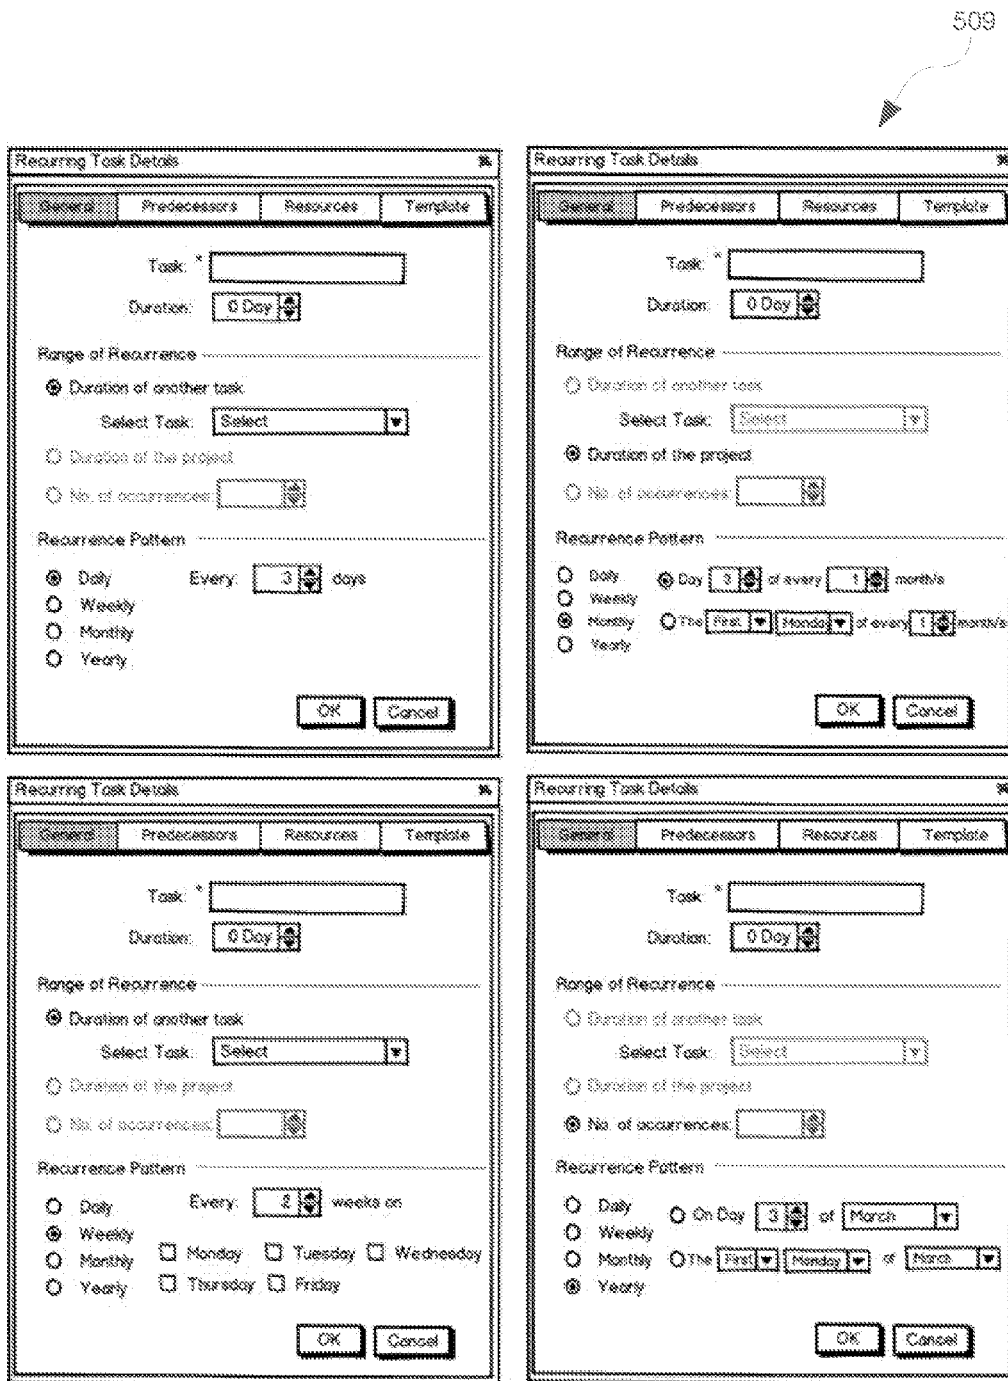 509
Recurring Task Details
General Predecessors Resources Template
Task: *
Duration: 0 Day
Range of Recurrence
Duration of another task
Select Task: Select
Duration of the project
No. of occurrences:
Recurrence Pattern
Daily Every: 3 days
Weekly
Monthly
Yearly
OK Cancel
Recurring Task Details
General Predecessors Resources Template
Task: *
Duration: 0 Day
Range of Recurrence
Duration of another task
Select Task: Select
Duration of the project
No. of occurrences:
Recurrence Pattern
Daily Day 3 of every 1 month/s
Weekly
Monthly The First Monday of every 1 month/s
Yearly
OK Cancel
Recurring Task Details
General Predecessors Resources Template
Task: *
Duration: 0 Day
Range of Recurrence
Duration of another task
Select Task: Select
Duration of the project
No. of occurrences:
Recurrence Pattern
Daily Every: 2 weeks on
Weekly
Monthly Monday Tuesday Wednesday
Yearly Thursday Friday
OK Cancel
Recurring Task Details
General Predecessors Resources Template
Task: *
Duration: 0 Day
Range of Recurrence
Duration of another task
Select Task: Select
Duration of the project
No. of occurrences:
Recurrence Pattern
Daily On Day 3 of March
Weekly
Monthly The First Monday of March
Yearly
OK Cancel